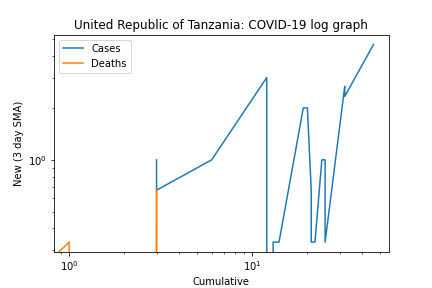 United Republic of Tanzania: COVID-19 log graph
Cases
Deaths
New (3 day SMA)
10⁰
10⁰
10¹
Cumulative